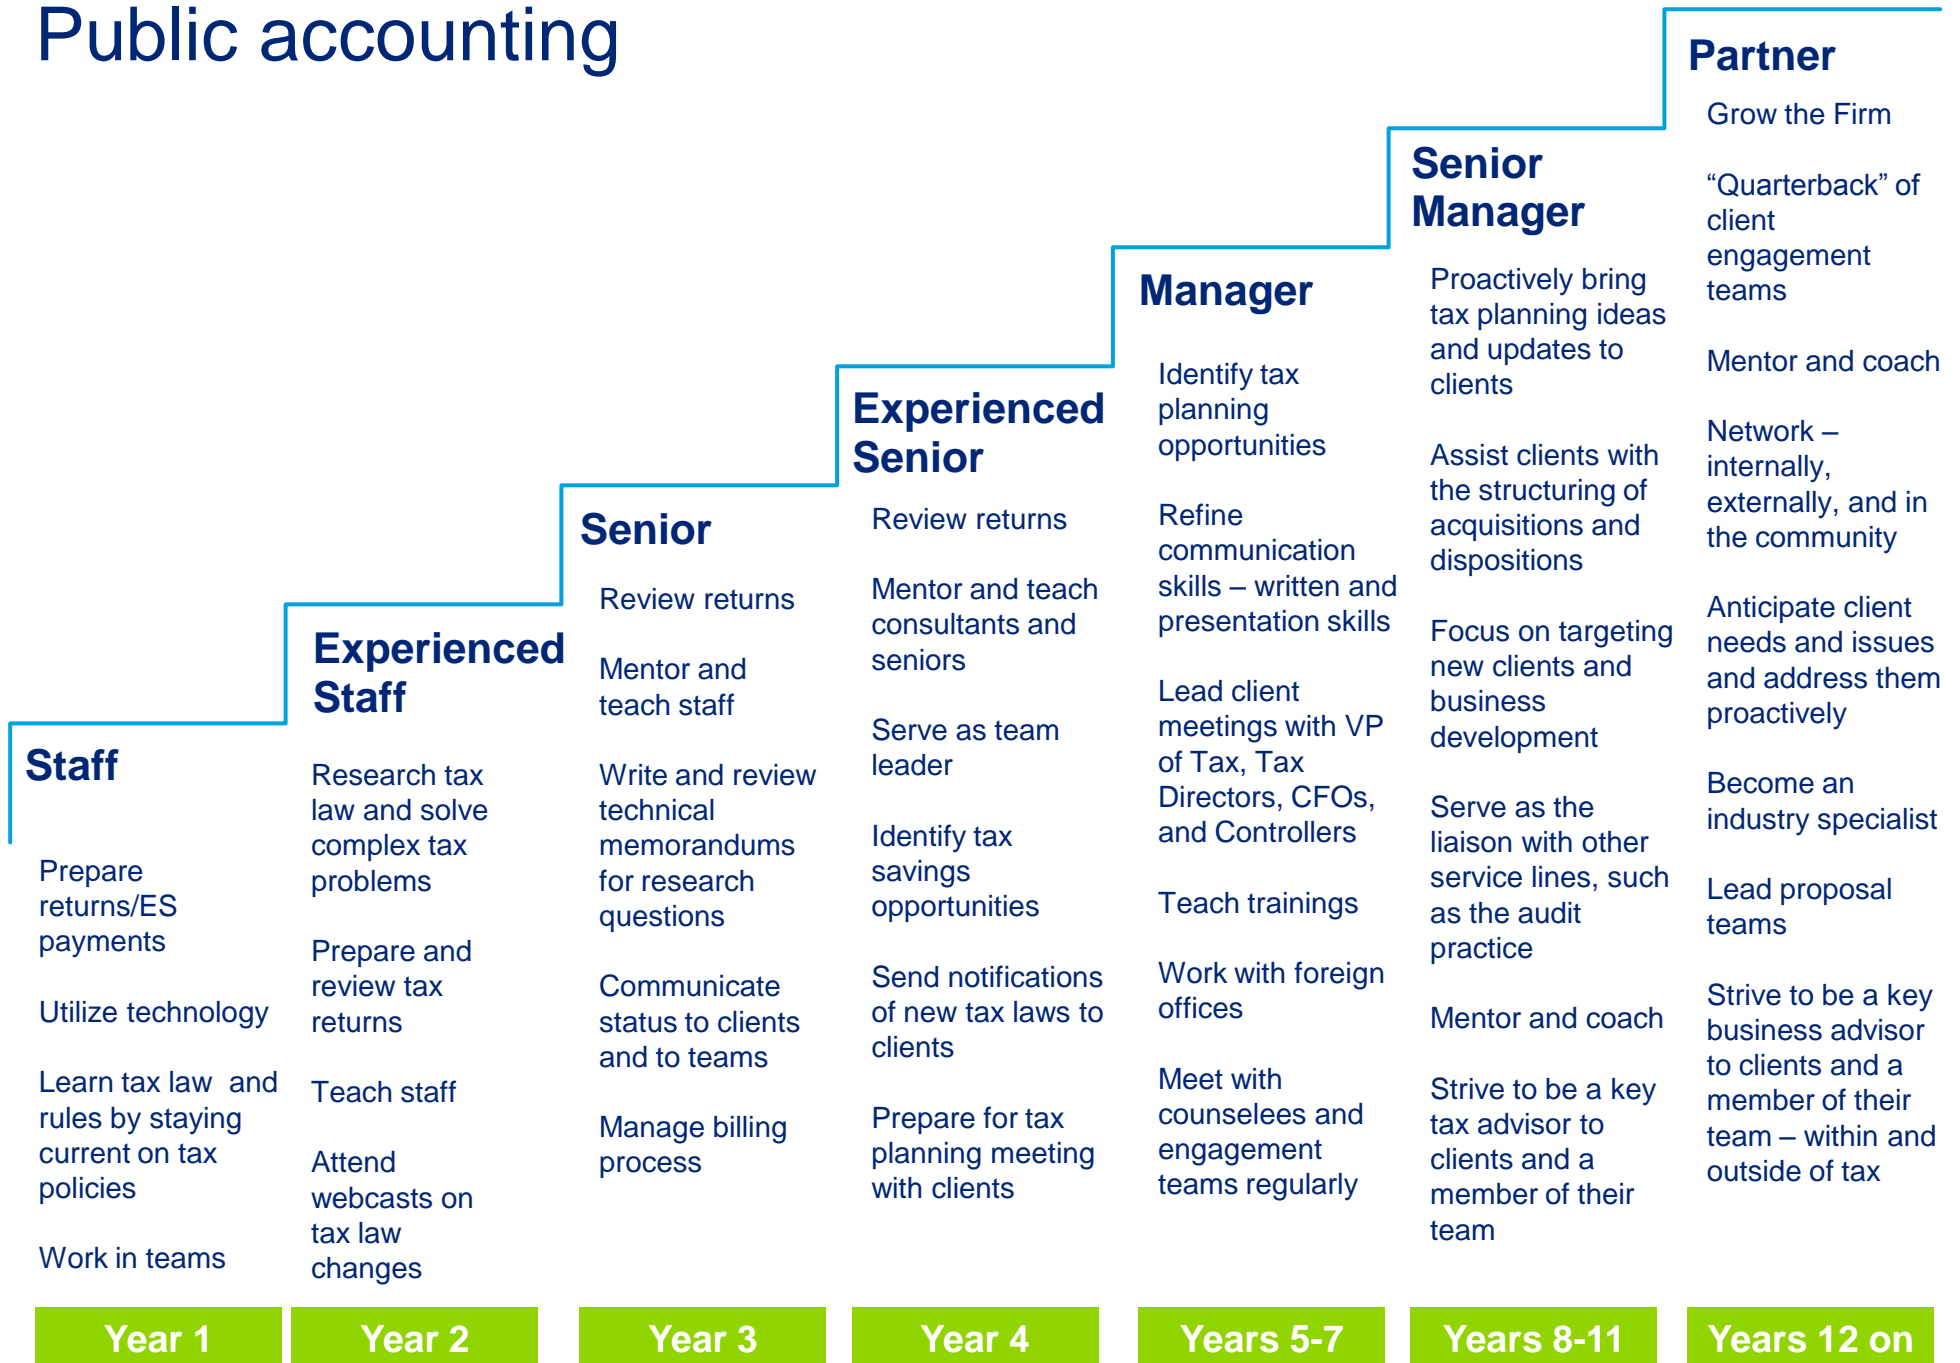 Public accounting
Staff
Prepare
returns/ES
payments
Utilize technology
Learn tax law  and
rules by staying
current on tax
policies
Work in teams
Year 1
Experienced
Staff
Research tax
law and solve
complex tax
problems
Prepare and
review tax
returns
Teach staff
Attend
webcasts on
tax law
changes
Year 2
Senior
Review returns
Mentor and
teach staff
Write and review
technical
memorandums
for research
questions
Communicate
status to clients
and to teams
Manage billing
process
Year 3
Experienced
Senior
Review returns
Mentor and teach
consultants and
seniors
Serve as team
leader
Identify tax
savings
opportunities
Send notifications
of new tax laws to
clients
Prepare for tax
planning meeting
with clients
Year 4
Manager
Identify tax
planning
opportunities
Refine
communication
skills – written and
presentation skills
Lead client
meetings with VP
of Tax, Tax
Directors, CFOs,
and Controllers
Teach trainings
Work with foreign
offices
Meet with
counselees and
engagement
teams regularly
Years 5-7
Senior
Manager
Proactively bring
tax planning ideas
and updates to
clients
Assist clients with
the structuring of
acquisitions and
dispositions
Focus on targeting
new clients and
business
development
Serve as the
liaison with other
service lines, such
as the audit
practice
Mentor and coach
Strive to be a key
tax advisor to
clients and a
member of their
team
Years 8-11
Partner
Grow the Firm
“Quarterback” of
client
engagement
teams
Mentor and coach
Network –
internally,
externally, and in
the community
Anticipate client
needs and issues
and address them
proactively
Become an
industry specialist
Lead proposal
teams
Strive to be a key
business advisor
to clients and a
member of their
team – within and
outside of tax
Years 12 on